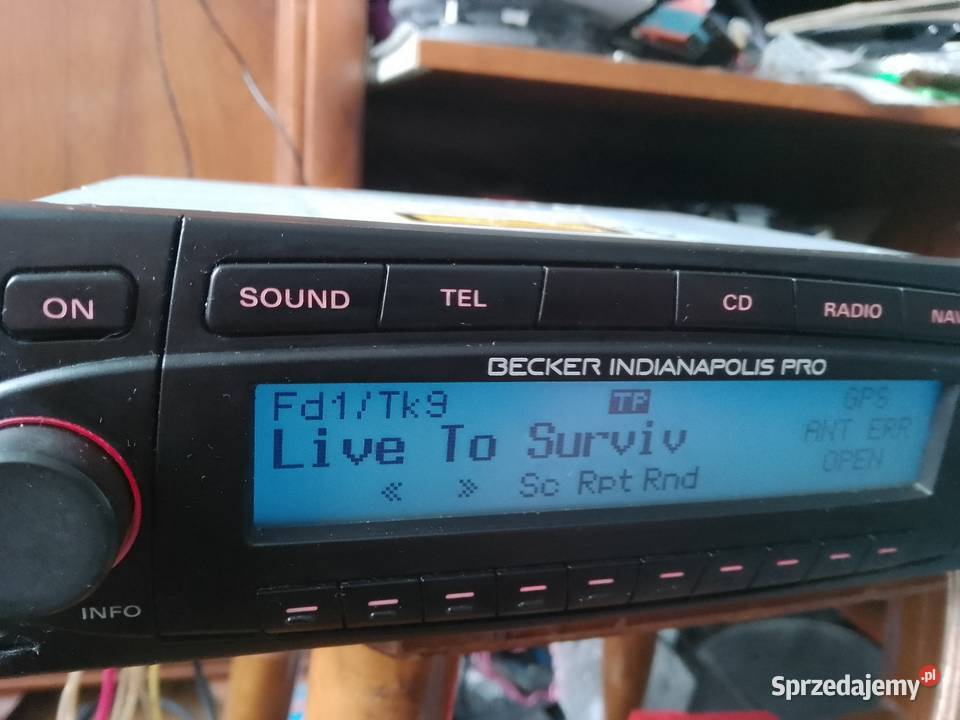 ON SOUND TEL CD RADIO NAV
BECKER INDIANAPOLIS PRO
Fd1/Tk9 TP GPS
Live To Surviv ANT ERR
« » Sc Rpt Rnd OPEN
INFO
Sprzedajemy.pl